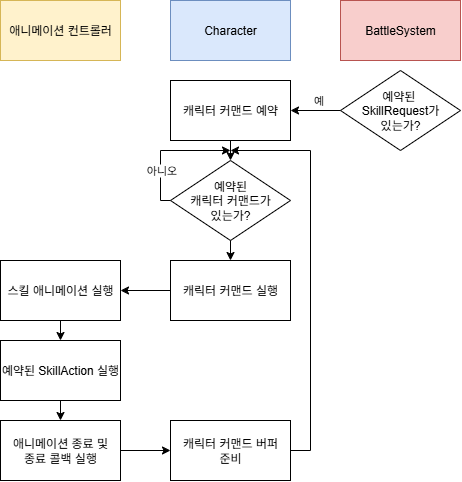 애니메이션 컨트롤러
Character
BattleSystem
캐릭터 커맨드 예약
예
예약된
SkillRequest가
있는가?
아니오
예약된
캐릭터 커맨드가
있는가?
스킬 애니메이션 실행
캐릭터 커맨드 실행
예약된 SkillAction 실행
애니메이션 종료 및
종료 콜백 실행
캐릭터 커맨드 버퍼
준비